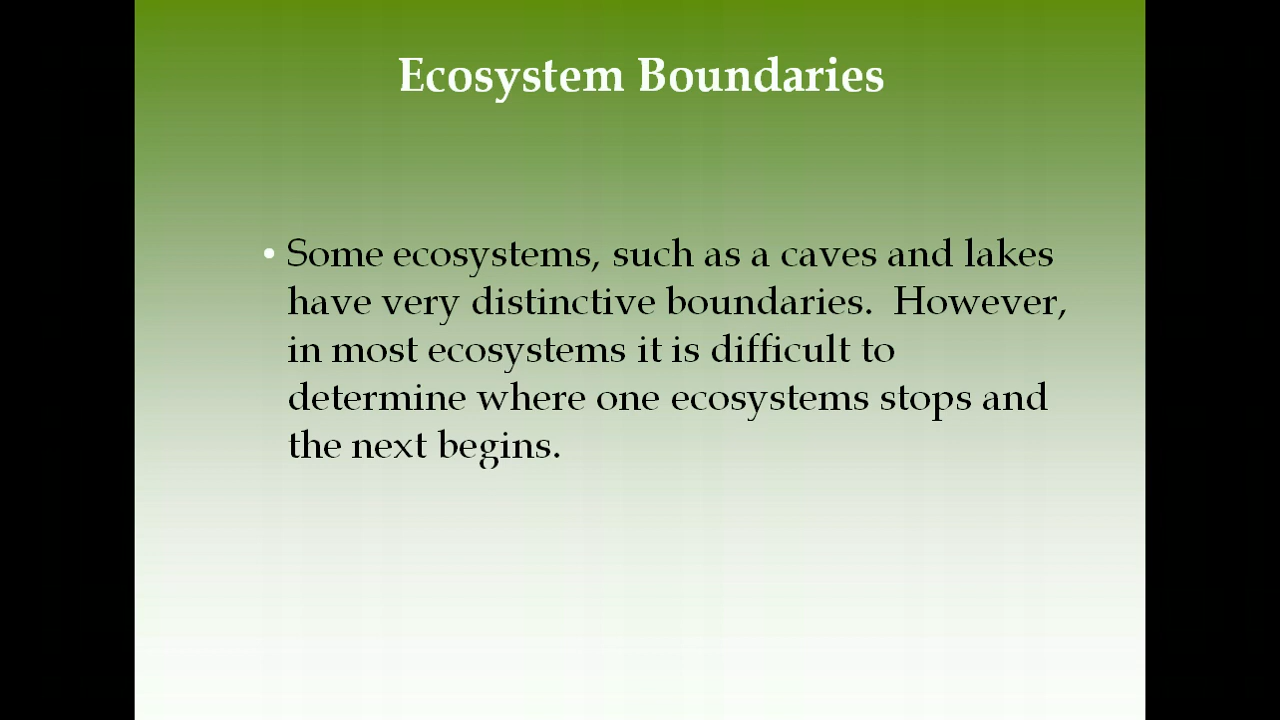 Ecosystem Boundaries
• Some ecosystems, such as a caves and lakes
have very distinctive boundaries.  However,
in most ecosystems it is difficult to
determine where one ecosystems stops and
the next begins.